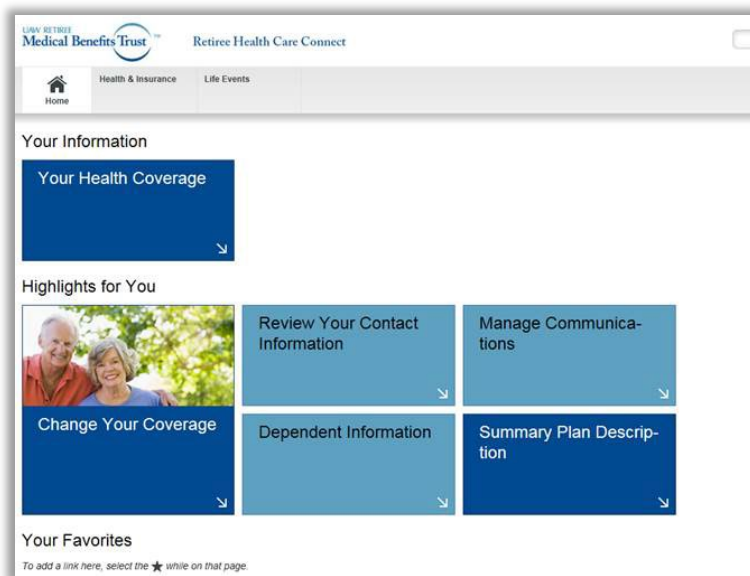 UAW RETIREE
Medical Benefits Trust ™
Retiree Health Care Connect
Home
Health & Insurance
Life Events
Your Information
Your Health Coverage
Highlights for You
Change Your Coverage
Review Your Contact
Information
Manage Communica-
tions
Dependent Information
Summary Plan Descrip-
tion
Your Favorites
To add a link here, select the ★ while on that page.